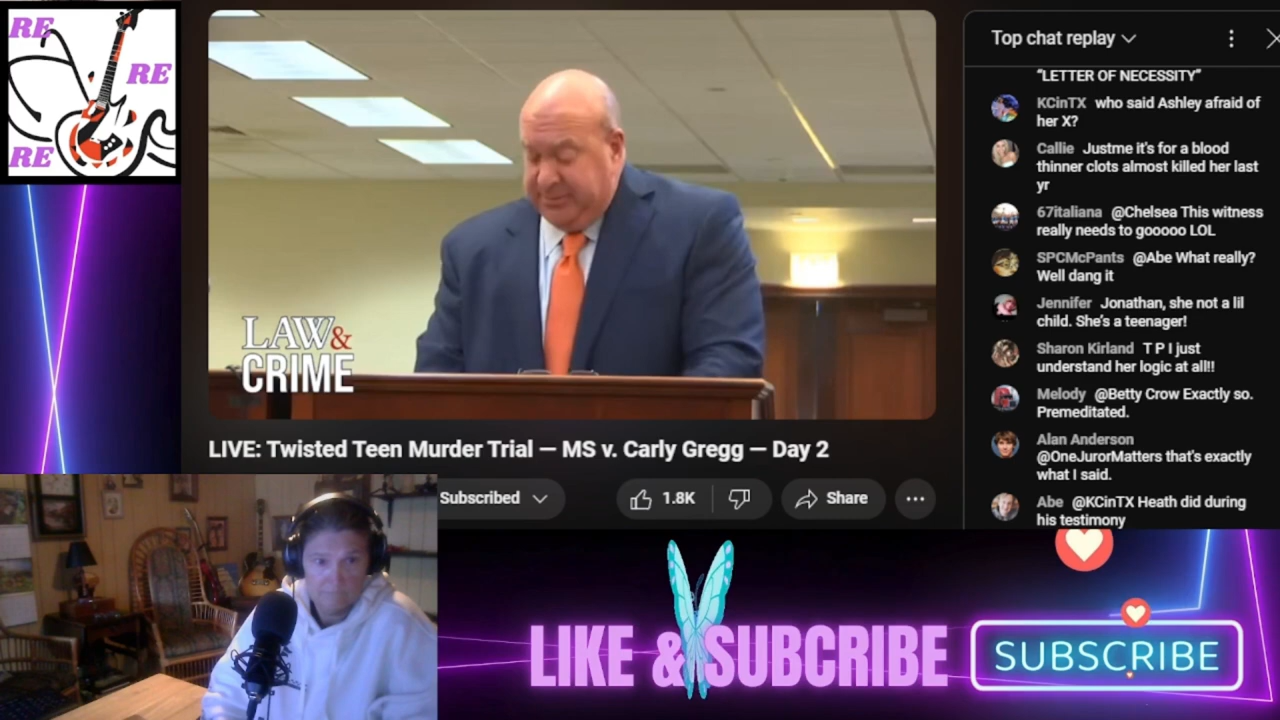 RE
RE
RE
LAW&
CRIME
LIVE: Twisted Teen Murder Trial — MS v. Carly Gregg — Day 2
Subscribed
1.8K
Share
Top chat replay
“LETTER OF NECESSITY”
KCinTX who said Ashley afraid of
her X?
Callie Justme it's for a blood
thinner clots almost killed her last
yr
67italiana @Chelsea This witness
really needs to gooooo LOL
SPCMcPants @Abe What really?
Well dang it
Jennifer Jonathan, she not a lil
child. She's a teenager!
Sharon Kirland T P I just
understand her logic at all!!
Melody @Betty Crow Exactly so.
Premeditated.
Alan Anderson
@OneJurorMatters that's exactly
what I said.
Abe @KCinTX Heath did during
his testimony
LIKE & SUBCRIBE
SUBSCRIBE